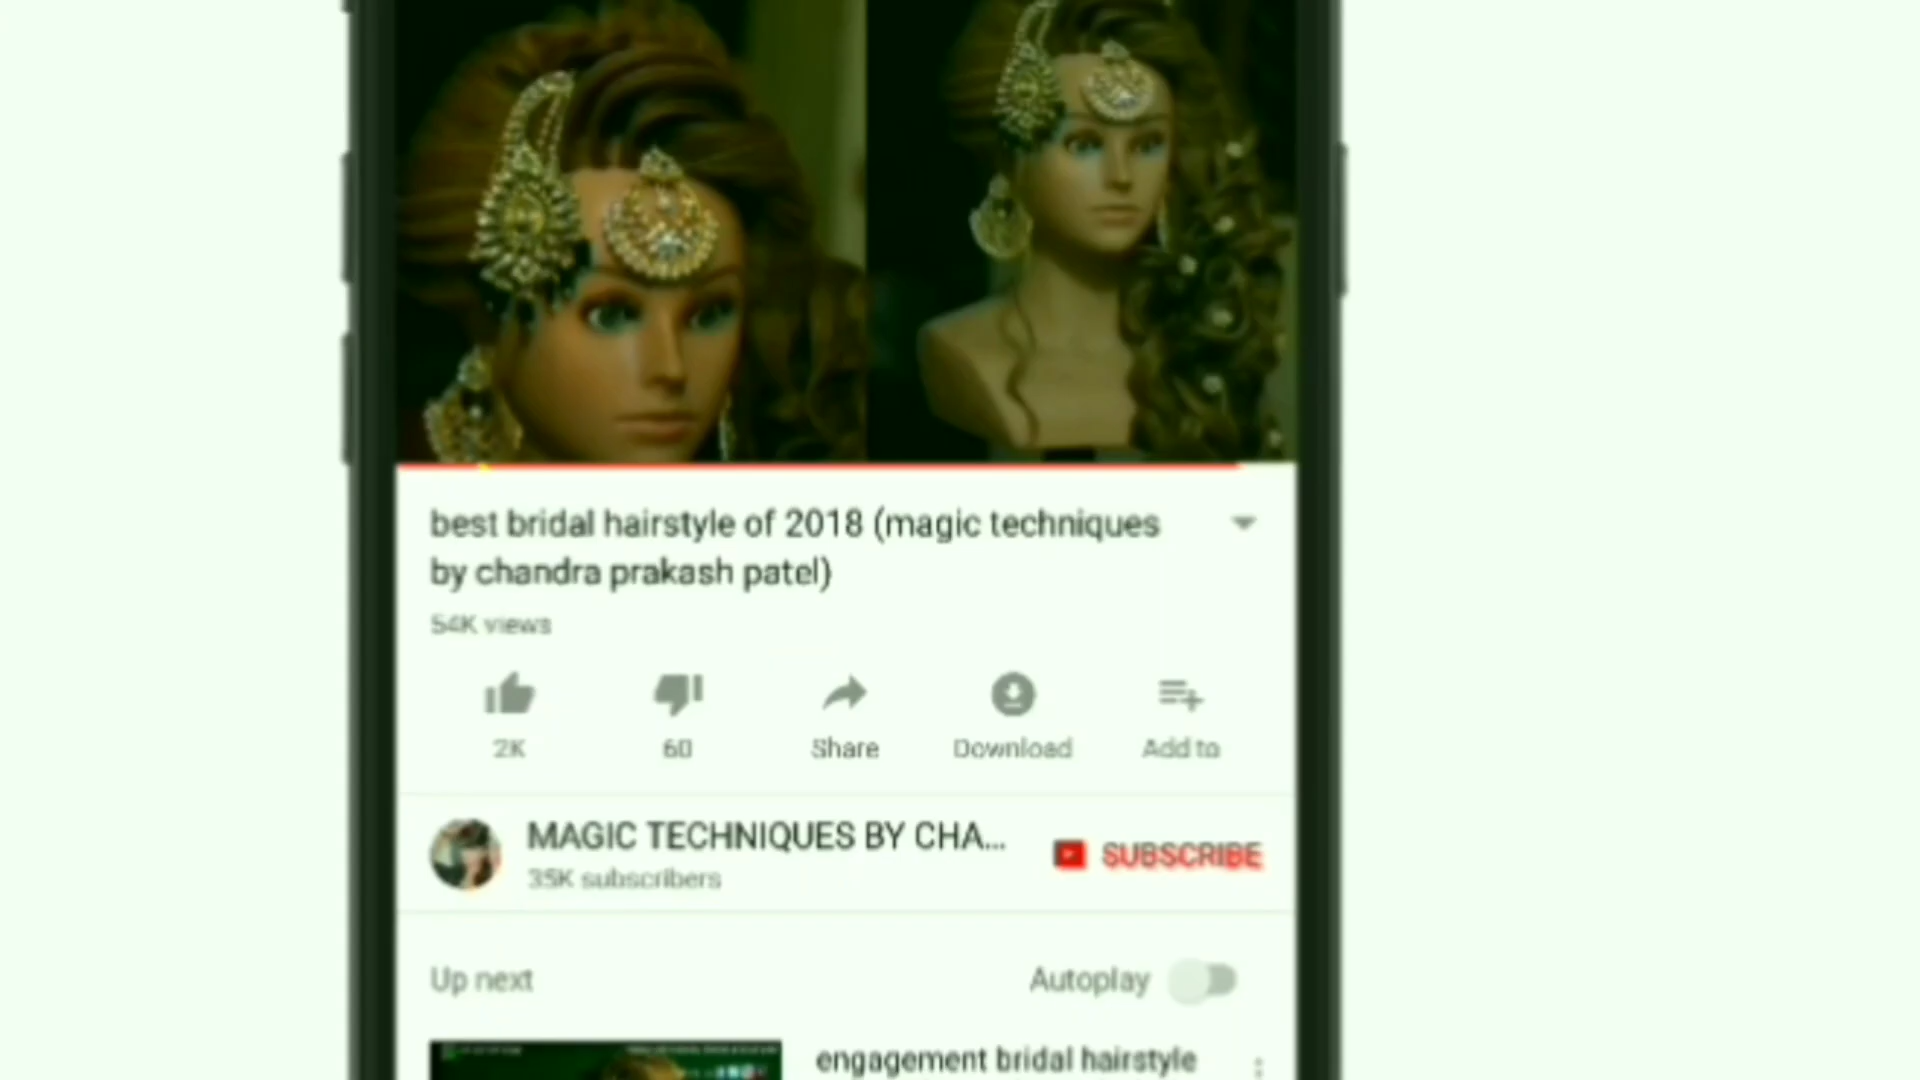 best bridal hairstyle of 2018 (magic techniques
by chandra prakash patel)
54K views
2K
60
Share
Download
Add to
MAGIC TECHNIQUES BY CHA...
SUBSCRIBE
35K subscribers
Up next
Autoplay
engagement bridal hairstyle